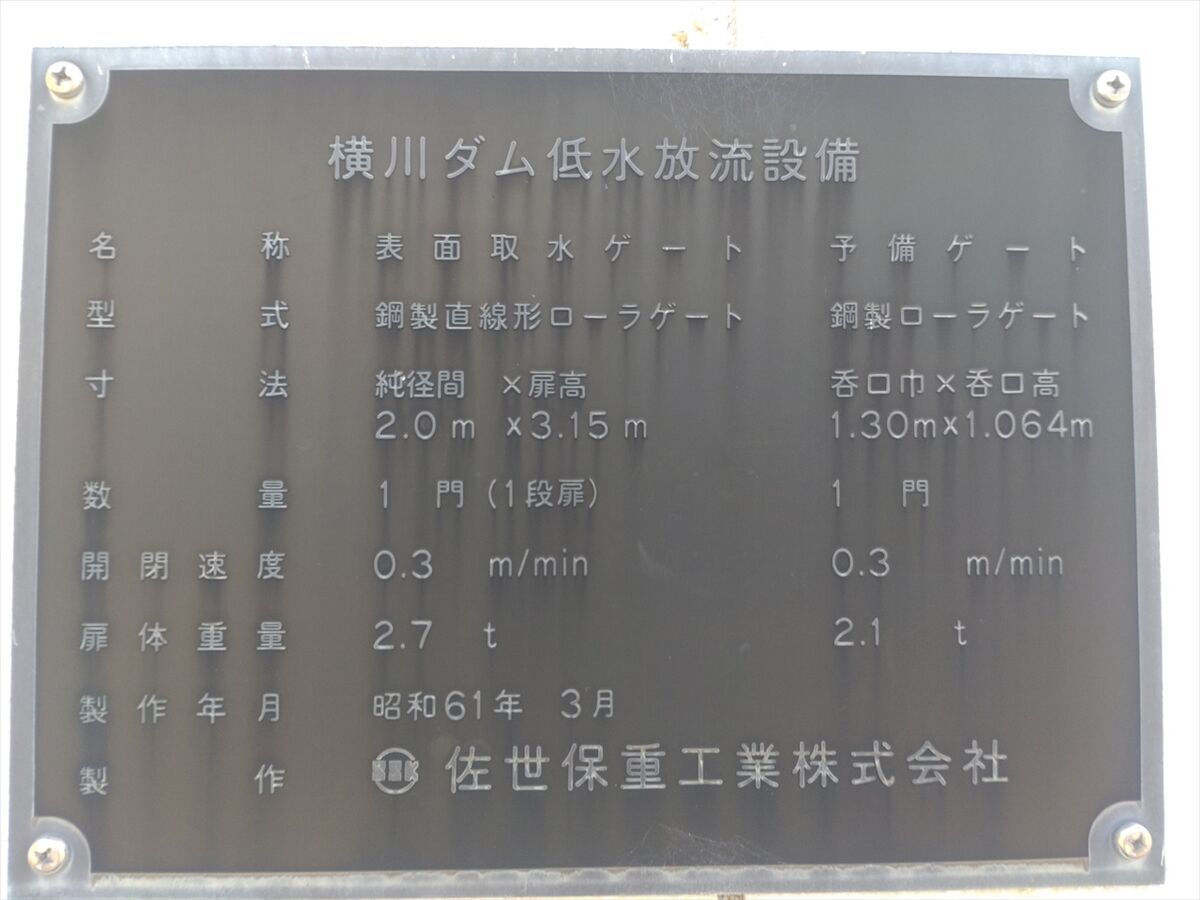 横川ダム低水放流設備
名称 表面取水ゲート 予備ゲート
型式 鋼製直線形ローラゲート 鋼製ローラゲート
寸法 純径間 ×扉高 呑口巾×呑口高
2.0m ×3.15m 1.30m×1.064m
数量 1 門 (1段扉) 1 門
開閉速度 0.3 m/min 0.3 m/min
扉体重量 2.7 t 2.1 t
製作年月 昭和61年 3月
製作 SSK 佐世保重工業株式会社